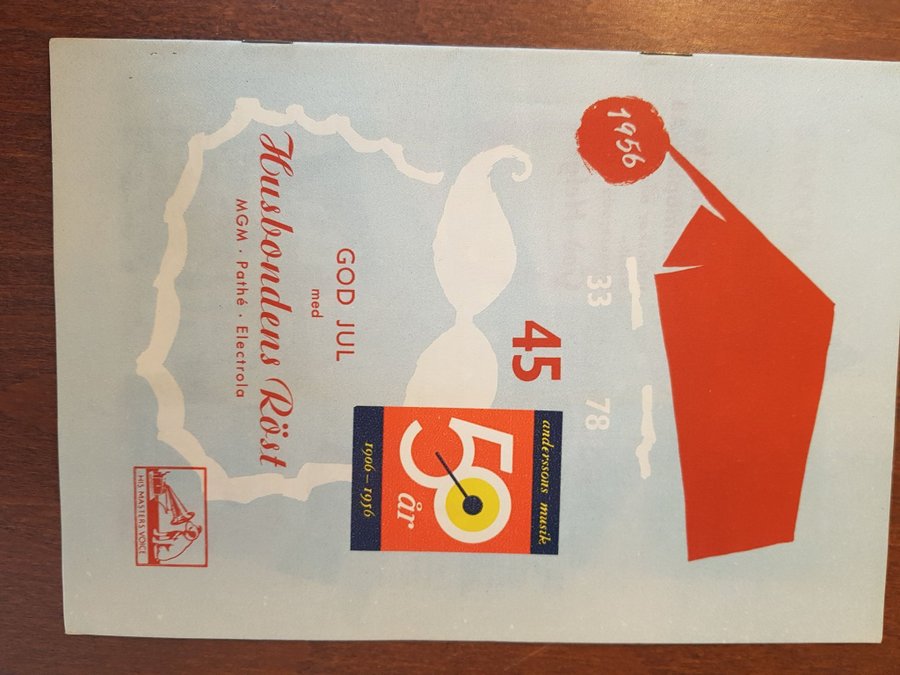 1956
33
78
45
anderssons musik
50
år
1906–1956
GOD JUL
med
Husbondens Röst
MGM · Pathé · Electrola
HIS MASTERS VOICE